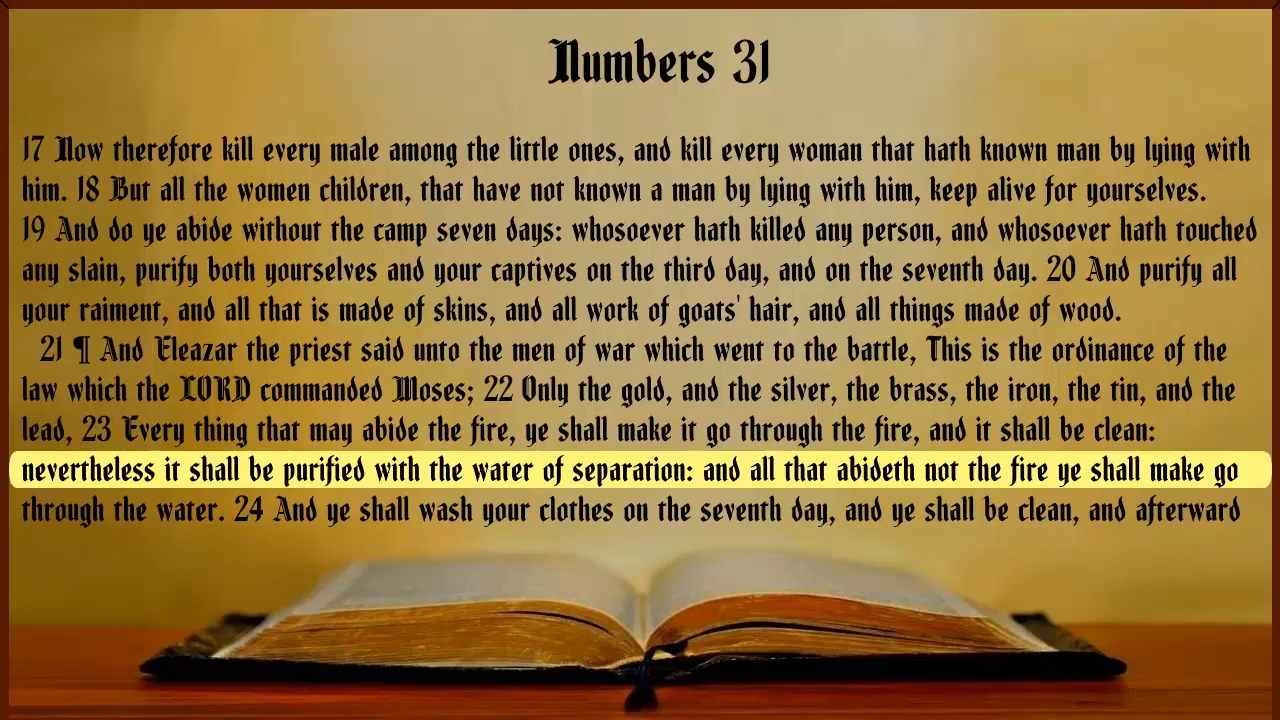 Numbers 31
17 Now therefore kill every male among the little ones, and kill every woman that hath known man by lying with
him. 18 But all the women children, that have not known a man by lying with him, keep alive for yourselves.
19 And do ye abide without the camp seven days: whosoever hath killed any person, and whosoever hath touched
any slain, purify both yourselves and your captives on the third day, and on the seventh day. 20 And purify all
your raiment, and all that is made of skins, and all work of goats' hair, and all things made of wood.
21 ¶ And Eleazar the priest said unto the men of war which went to the battle, This is the ordinance of the
law which the LORD commanded Moses; 22 Only the gold, and the silver, the brass, the iron, the tin, and the
lead, 23 Every thing that may abide the fire, ye shall make it go through the fire, and it shall be clean:
nevertheless it shall be purified with the water of separation: and all that abideth not the fire ye shall make go
through the water. 24 And ye shall wash your clothes on the seventh day, and ye shall be clean, and afterward